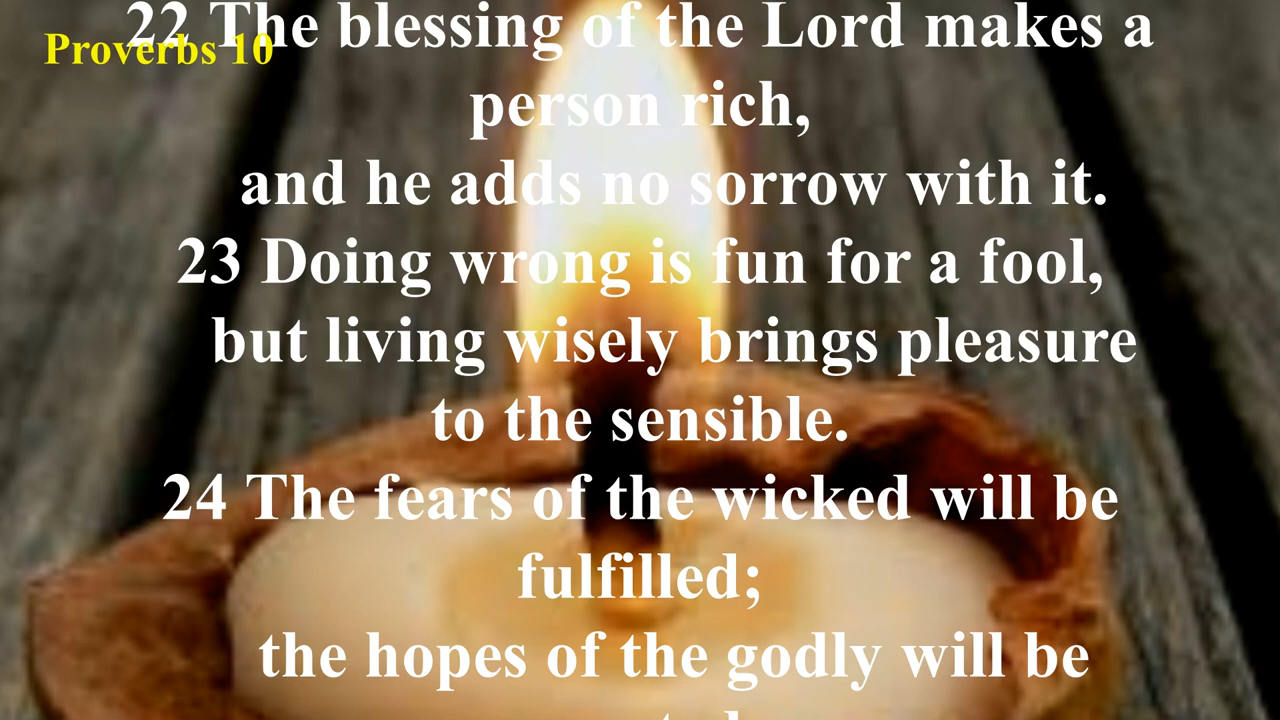 Proverbs 10
22 The blessing of the Lord makes a
person rich,
and he adds no sorrow with it.
23 Doing wrong is fun for a fool,
but living wisely brings pleasure
to the sensible.
24 The fears of the wicked will be
fulfilled;
the hopes of the godly will be